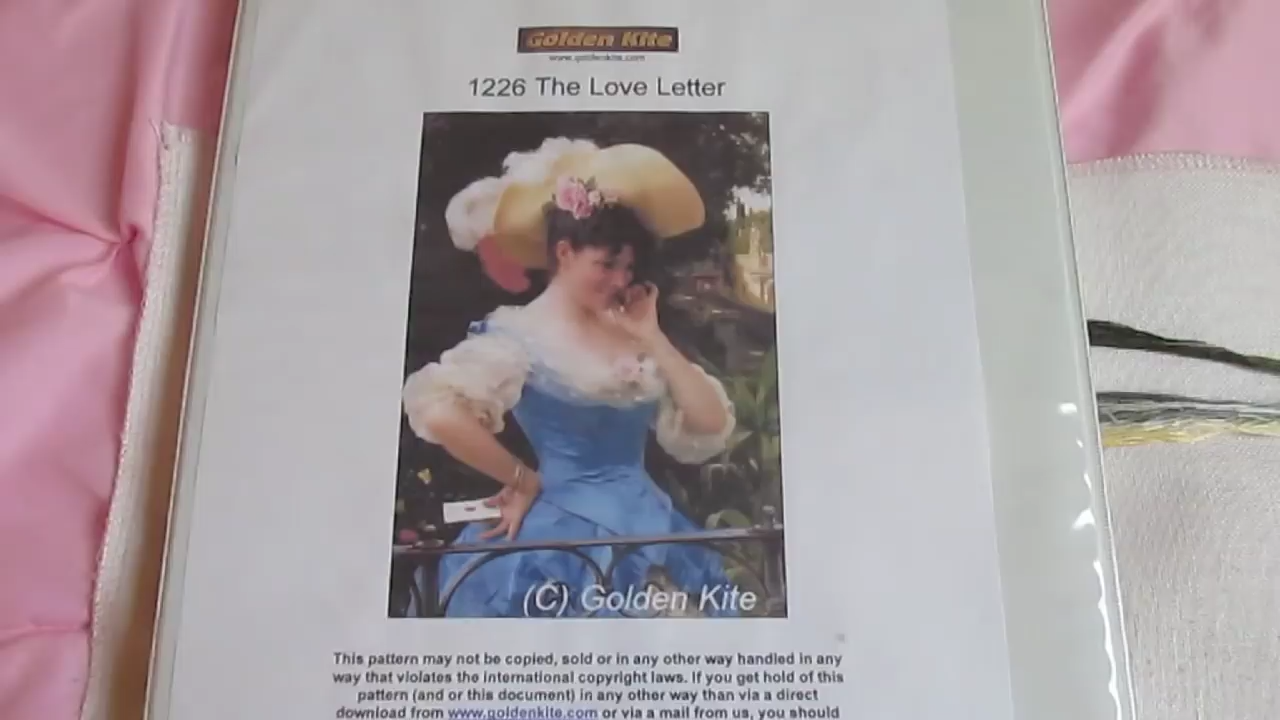 Golden Kite
www.goldenkite.com
1226 The Love Letter
(C) Golden Kite
This pattern may not be copied, sold or in any other way handled in any
way that violates the international copyright laws. If you get hold of this
pattern (and or this document) in any other way than via a direct
download from www.goldenkite.com or via a mail from us, you should